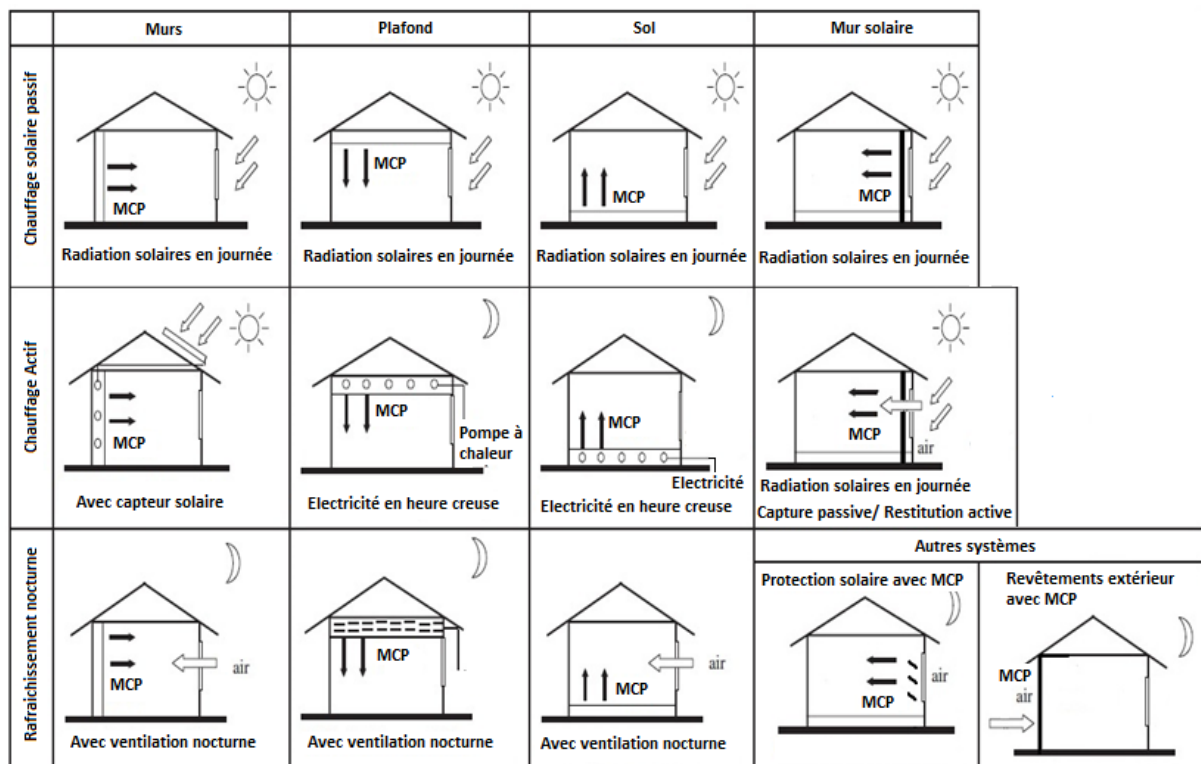 Murs
Plafond
Sol
Mur solaire
Chauffage solaire passif
MCP
Radiation solaires en journée
MCP
Radiation solaires en journée
MCP
Radiation solaires en journée
MCP
Radiation solaires en journée
Chauffage Actif
MCP
Avec capteur solaire
MCP
Pompe à
chaleur
Electricité en heure creuse
MCP
Electricité
Electricité en heure creuse
MCP
air
Radiation solaires en journée
Capture passive/ Restitution active
Rafraichissement nocturne
air
MCP
Avec ventilation nocturne
MCP
Avec ventilation nocturne
air
MCP
Avec ventilation nocturne
Autres systèmes
Protection solaire avec MCP
air
MCP
Revêtements extérieur
avec MCP
MCP
air